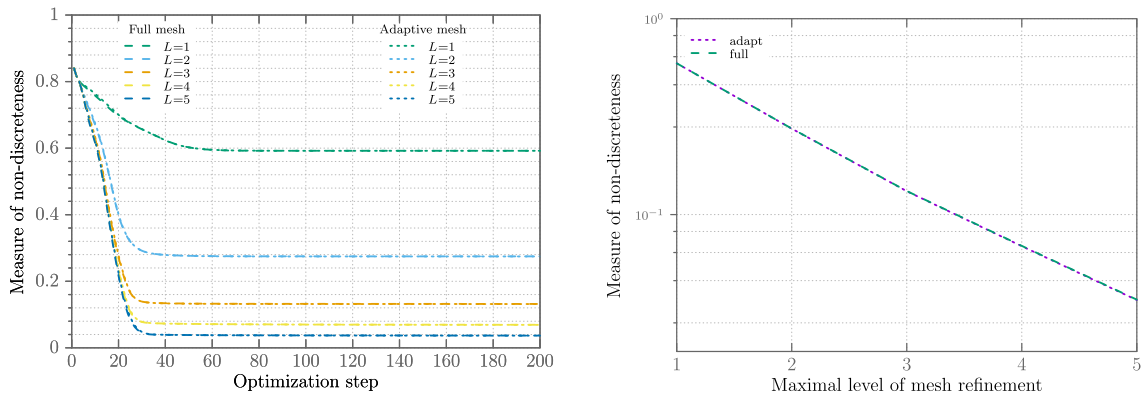 Measure of non-discreteness
1
0.8
0.6
0.4
0.2
0
Full mesh
L=1
L=2
L=3
L=4
L=5
Adaptive mesh
L=1
L=2
L=3
L=4
L=5
0 20 40 60 80 100 120 140 160 180 200
Optimization step
Measure of non-discreteness
10⁰
10⁻¹
adapt
full
1 2 3 4 5
Maximal level of mesh refinement